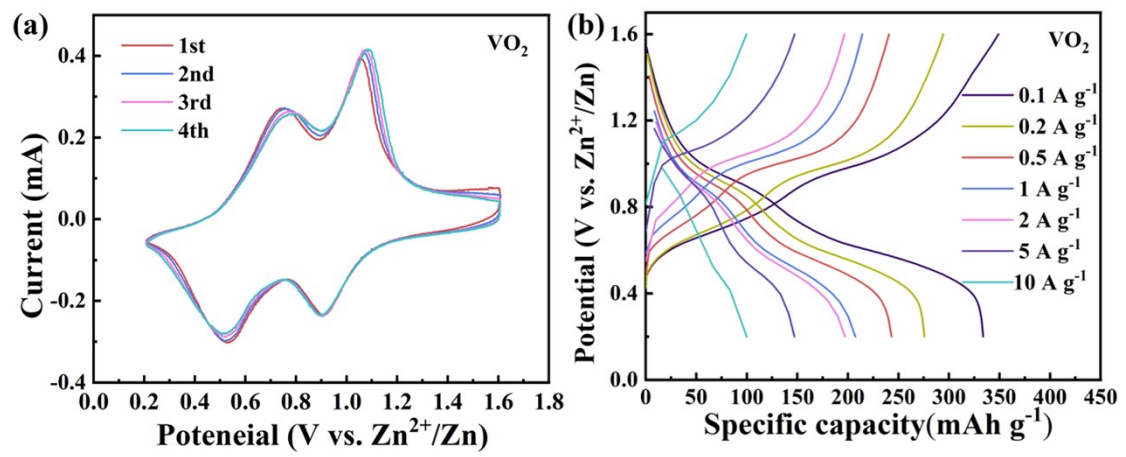 (a)
VO₂
1st
2nd
3rd
4th
0.4
0.2
0.0
-0.2
-0.4
Current (mA)
0.0 0.2 0.4 0.6 0.8 1.0 1.2 1.4 1.6 1.8
Poteneial (V vs. Zn²⁺/Zn)
(b)
VO₂
0.1 A g⁻¹
0.2 A g⁻¹
0.5 A g⁻¹
1 A g⁻¹
2 A g⁻¹
5 A g⁻¹
10 A g⁻¹
1.6
1.2
0.8
0.4
0.0
Potential (V vs. Zn²⁺/Zn)
0 50 100 150 200 250 300 350 400 450
Specific capacity(mAh g⁻¹)